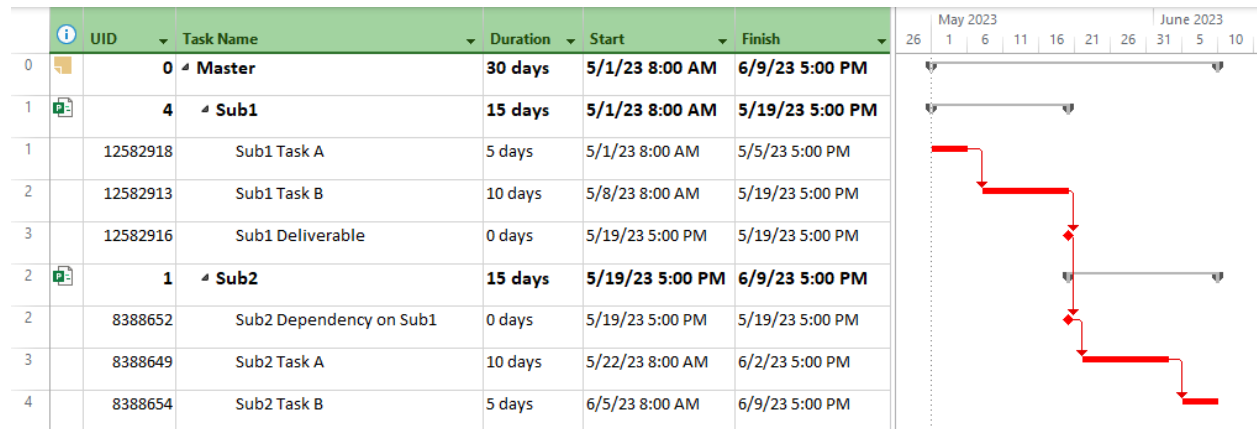 May 2023 June 2023
UID Task Name Duration Start Finish 26 1 6 11 16 21 26 31 5 10
0 0 Master 30 days 5/1/23 8:00 AM 6/9/23 5:00 PM
1 4 Sub1 15 days 5/1/23 8:00 AM 5/19/23 5:00 PM
1 12582918 Sub1 Task A 5 days 5/1/23 8:00 AM 5/5/23 5:00 PM
2 12582913 Sub1 Task B 10 days 5/8/23 8:00 AM 5/19/23 5:00 PM
3 12582916 Sub1 Deliverable 0 days 5/19/23 5:00 PM 5/19/23 5:00 PM
2 1 Sub2 15 days 5/19/23 5:00 PM 6/9/23 5:00 PM
2 8388652 Sub2 Dependency on Sub1 0 days 5/19/23 5:00 PM 5/19/23 5:00 PM
3 8388649 Sub2 Task A 10 days 5/22/23 8:00 AM 6/2/23 5:00 PM
4 8388654 Sub2 Task B 5 days 6/5/23 8:00 AM 6/9/23 5:00 PM